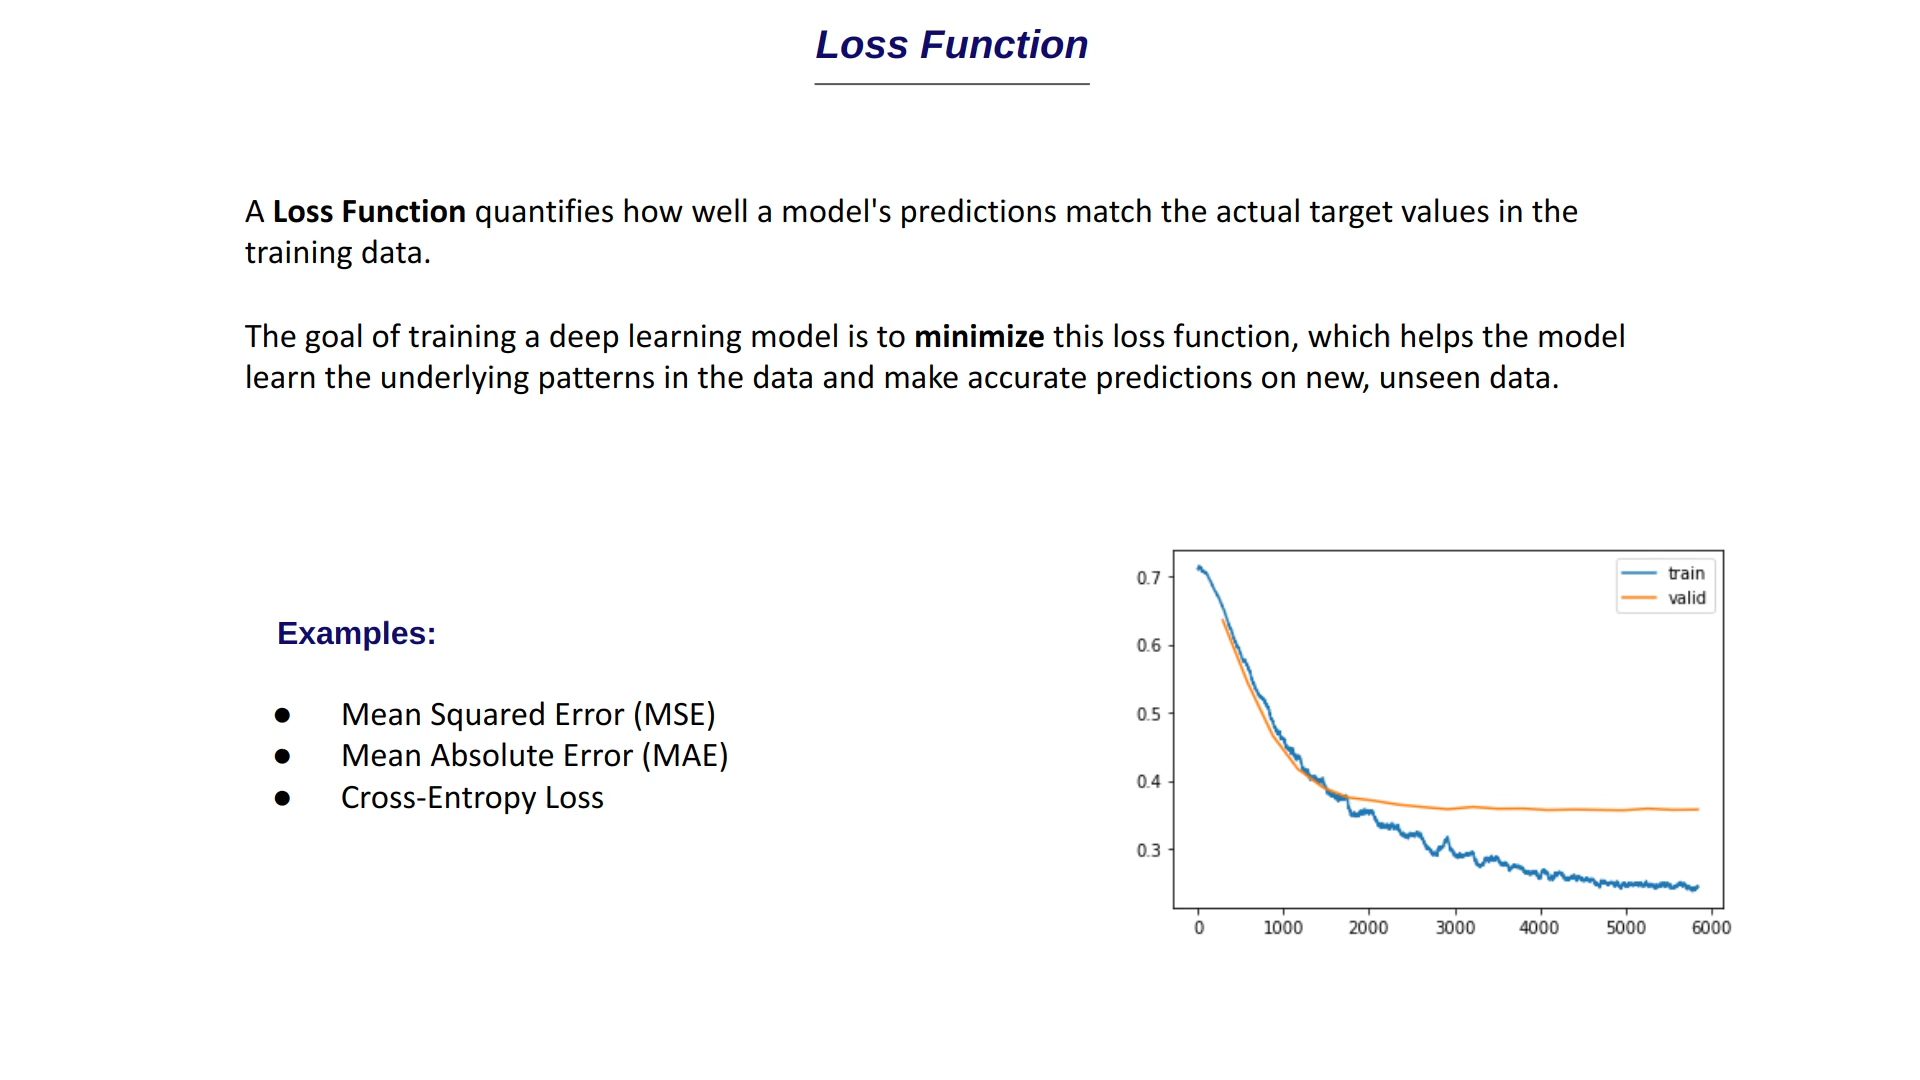 Loss Function
A Loss Function quantifies how well a model's predictions match the actual target values in the
training data.
The goal of training a deep learning model is to minimize this loss function, which helps the model
learn the underlying patterns in the data and make accurate predictions on new, unseen data.
Examples:
● Mean Squared Error (MSE)
● Mean Absolute Error (MAE)
● Cross-Entropy Loss
train
valid
0.7
0.6
0.5
0.4
0.3
0 1000 2000 3000 4000 5000 6000